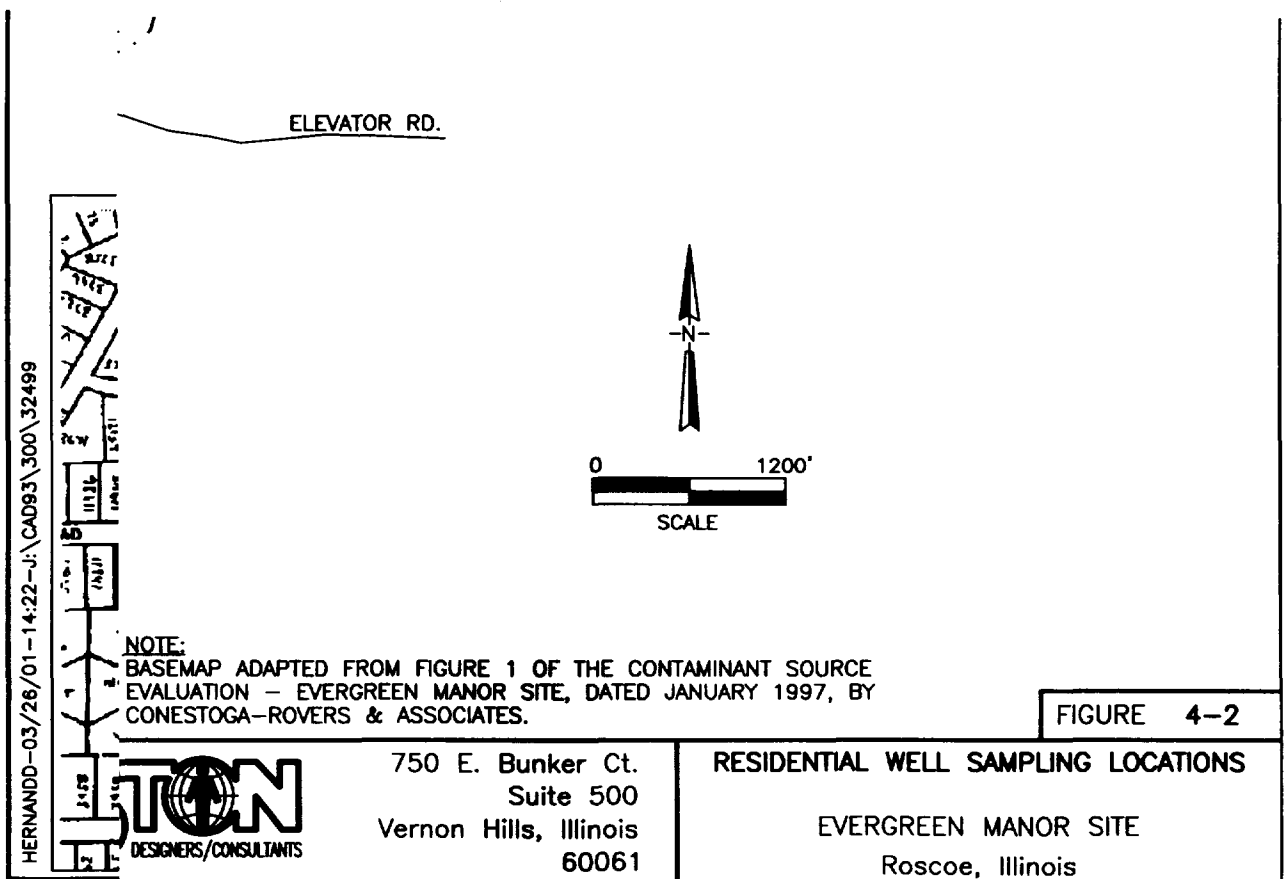 ELEVATOR RD.
-N-
0 1200'
SCALE
HERNANDD-03/26/01-14:22-J:\CAD93\300\32499
11936
AD
NOTE:
BASEMAP ADAPTED FROM FIGURE 1 OF THE CONTAMINANT SOURCE
EVALUATION - EVERGREEN MANOR SITE, DATED JANUARY 1997, BY
CONESTOGA-ROVERS & ASSOCIATES.
FIGURE 4-2
TON
DESIGNERS/CONSULTANTS
750 E. Bunker Ct.
Suite 500
Vernon Hills, Illinois
60061
RESIDENTIAL WELL SAMPLING LOCATIONS
EVERGREEN MANOR SITE
Roscoe, Illinois